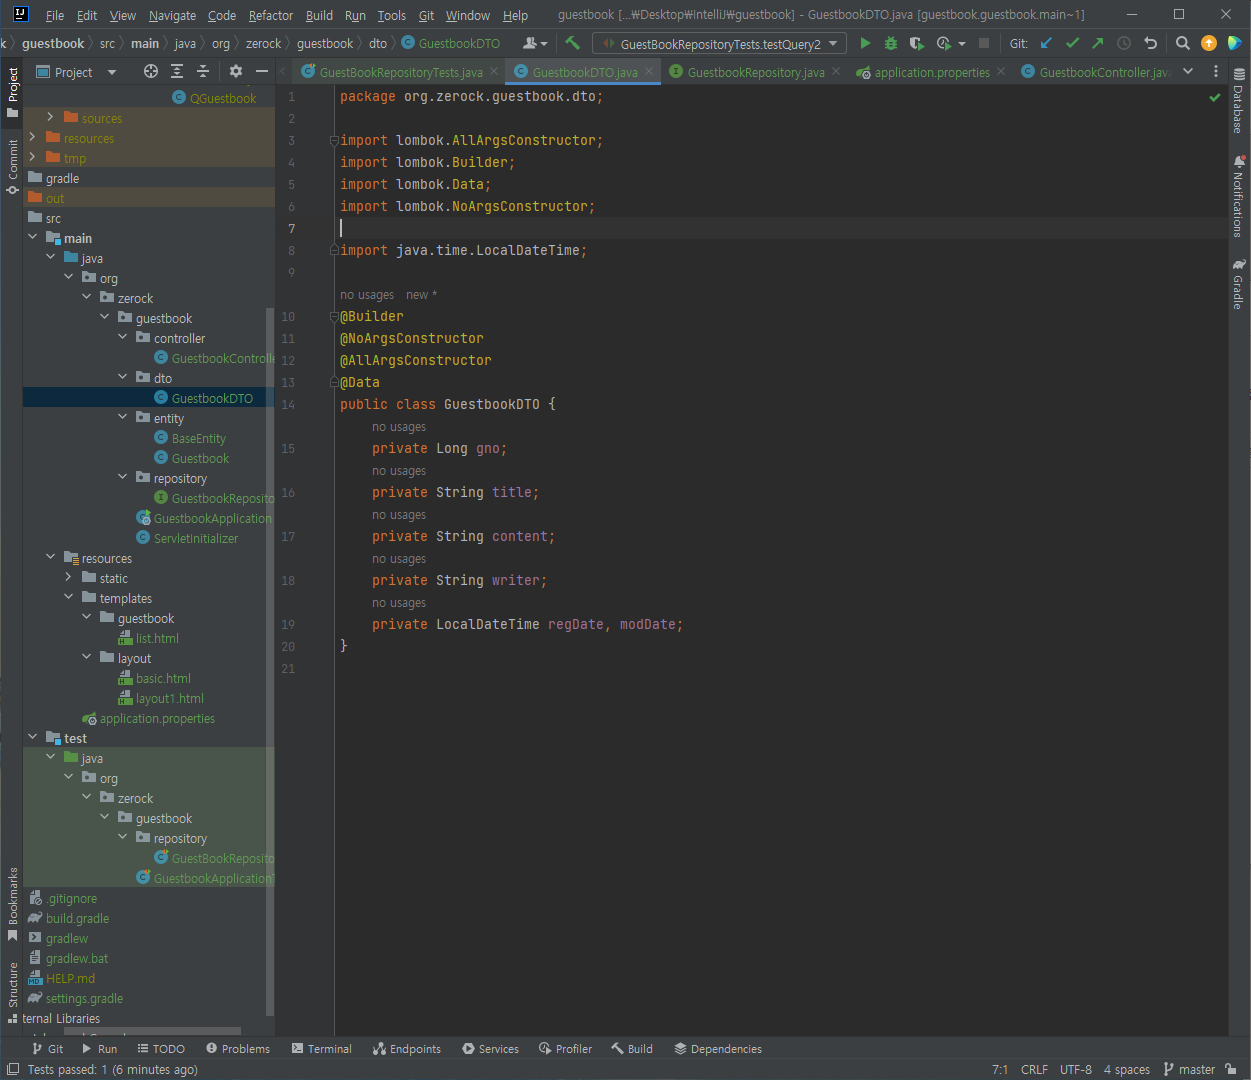 File Edit View Navigate Code Refactor Build Run Tools Git Window Help guestbook [...₩Desktop₩IntelliJ₩guestbook] - GuestbookDTO.java [guestbook.guestbook.main~1]
k guestbook src main java org zerock guestbook dto GuestbookDTO GuestBookRepositoryTests.testQuery2 Git:
Project Project GuestBookRepositoryTests.java GuestbookDTO.java GuestbookRepository.java application.properties GuestbookController.java
QGuestbook
sources
resources
tmp
gradle
out
src
main
java
org
zerock
guestbook
controller
GuestbookControlle
dto
GuestbookDTO
entity
BaseEntity
Guestbook
repository
GuestbookReposito
GuestbookApplication
ServletInitializer
resources
static
templates
guestbook
list.html
layout
basic.html
layout1.html
application.properties
test
java
org
zerock
guestbook
repository
GuestBookReposito
GuestbookApplicationT
.gitignore
build.gradle
gradlew
gradlew.bat
HELP.md
settings.gradle
ternal Libraries
Commit
Bookmarks
Structure
1 package org.zerock.guestbook.dto;
2
3 import lombok.AllArgsConstructor;
4 import lombok.Builder;
5 import lombok.Data;
6 import lombok.NoArgsConstructor;
7
8 import java.time.LocalDateTime;
9
no usages new *
10 @Builder
11 @NoArgsConstructor
12 @AllArgsConstructor
13 @Data
14 public class GuestbookDTO {
no usages
15 private Long gno;
no usages
16 private String title;
no usages
17 private String content;
no usages
18 private String writer;
no usages
19 private LocalDateTime regDate, modDate;
20 }
21
Database
Notifications
Gradle
Git Run TODO Problems Terminal Endpoints Services Profiler Build Dependencies
Tests passed: 1 (6 minutes ago) 7:1 CRLF UTF-8 4 spaces master